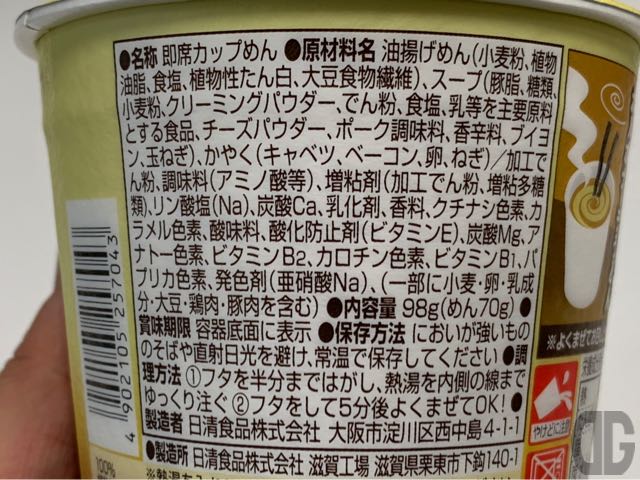 ●名称 即席カップめん ●原材料名 油揚げめん(小麦粉、植物
油脂、食塩、植物性たん白、大豆食物繊維)、スープ(豚脂、糖類、
小麦粉、クリーミングパウダー、でん粉、食塩、乳等を主要原料
とする食品、チーズパウダー、ポーク調味料、香辛料、ブイヨ
ン、玉ねぎ)、かやく(キャベツ、ベーコン、卵、ねぎ)/加工で
ん粉、調味料(アミノ酸等)、増粘剤(加工でん粉、増粘多糖
類)、リン酸塩(Na)、炭酸Ca、乳化剤、香料、クチナシ色素、カ
ラメル色素、酸味料、酸化防止剤(ビタミンE)、炭酸Mg、ア
ナトー色素、ビタミンB2、カロチン色素、ビタミンB1、パ
プリカ色素、発色剤(亜硝酸Na)、(一部に小麦・卵・乳成
分・大豆・鶏肉・豚肉を含む) ●内容量 98g(めん70g) ●
賞味期限 容器底面に表示 ●保存方法 においが強いもの
のそばや直射日光を避け、常温で保存してください ●調
理方法 ①フタを半分まではがし、熱湯を内側の線まで
ゆっくり注ぐ ②フタをして5分後よくまぜてOK! ●
製造者 日清食品株式会社 大阪市淀川区西中島4-1-1
●製造所 日清食品株式会社 滋賀工場 滋賀県栗東市下鈎140-1
4 902105 257043
100%
※よくまぜてお召
やけどに注意
DG